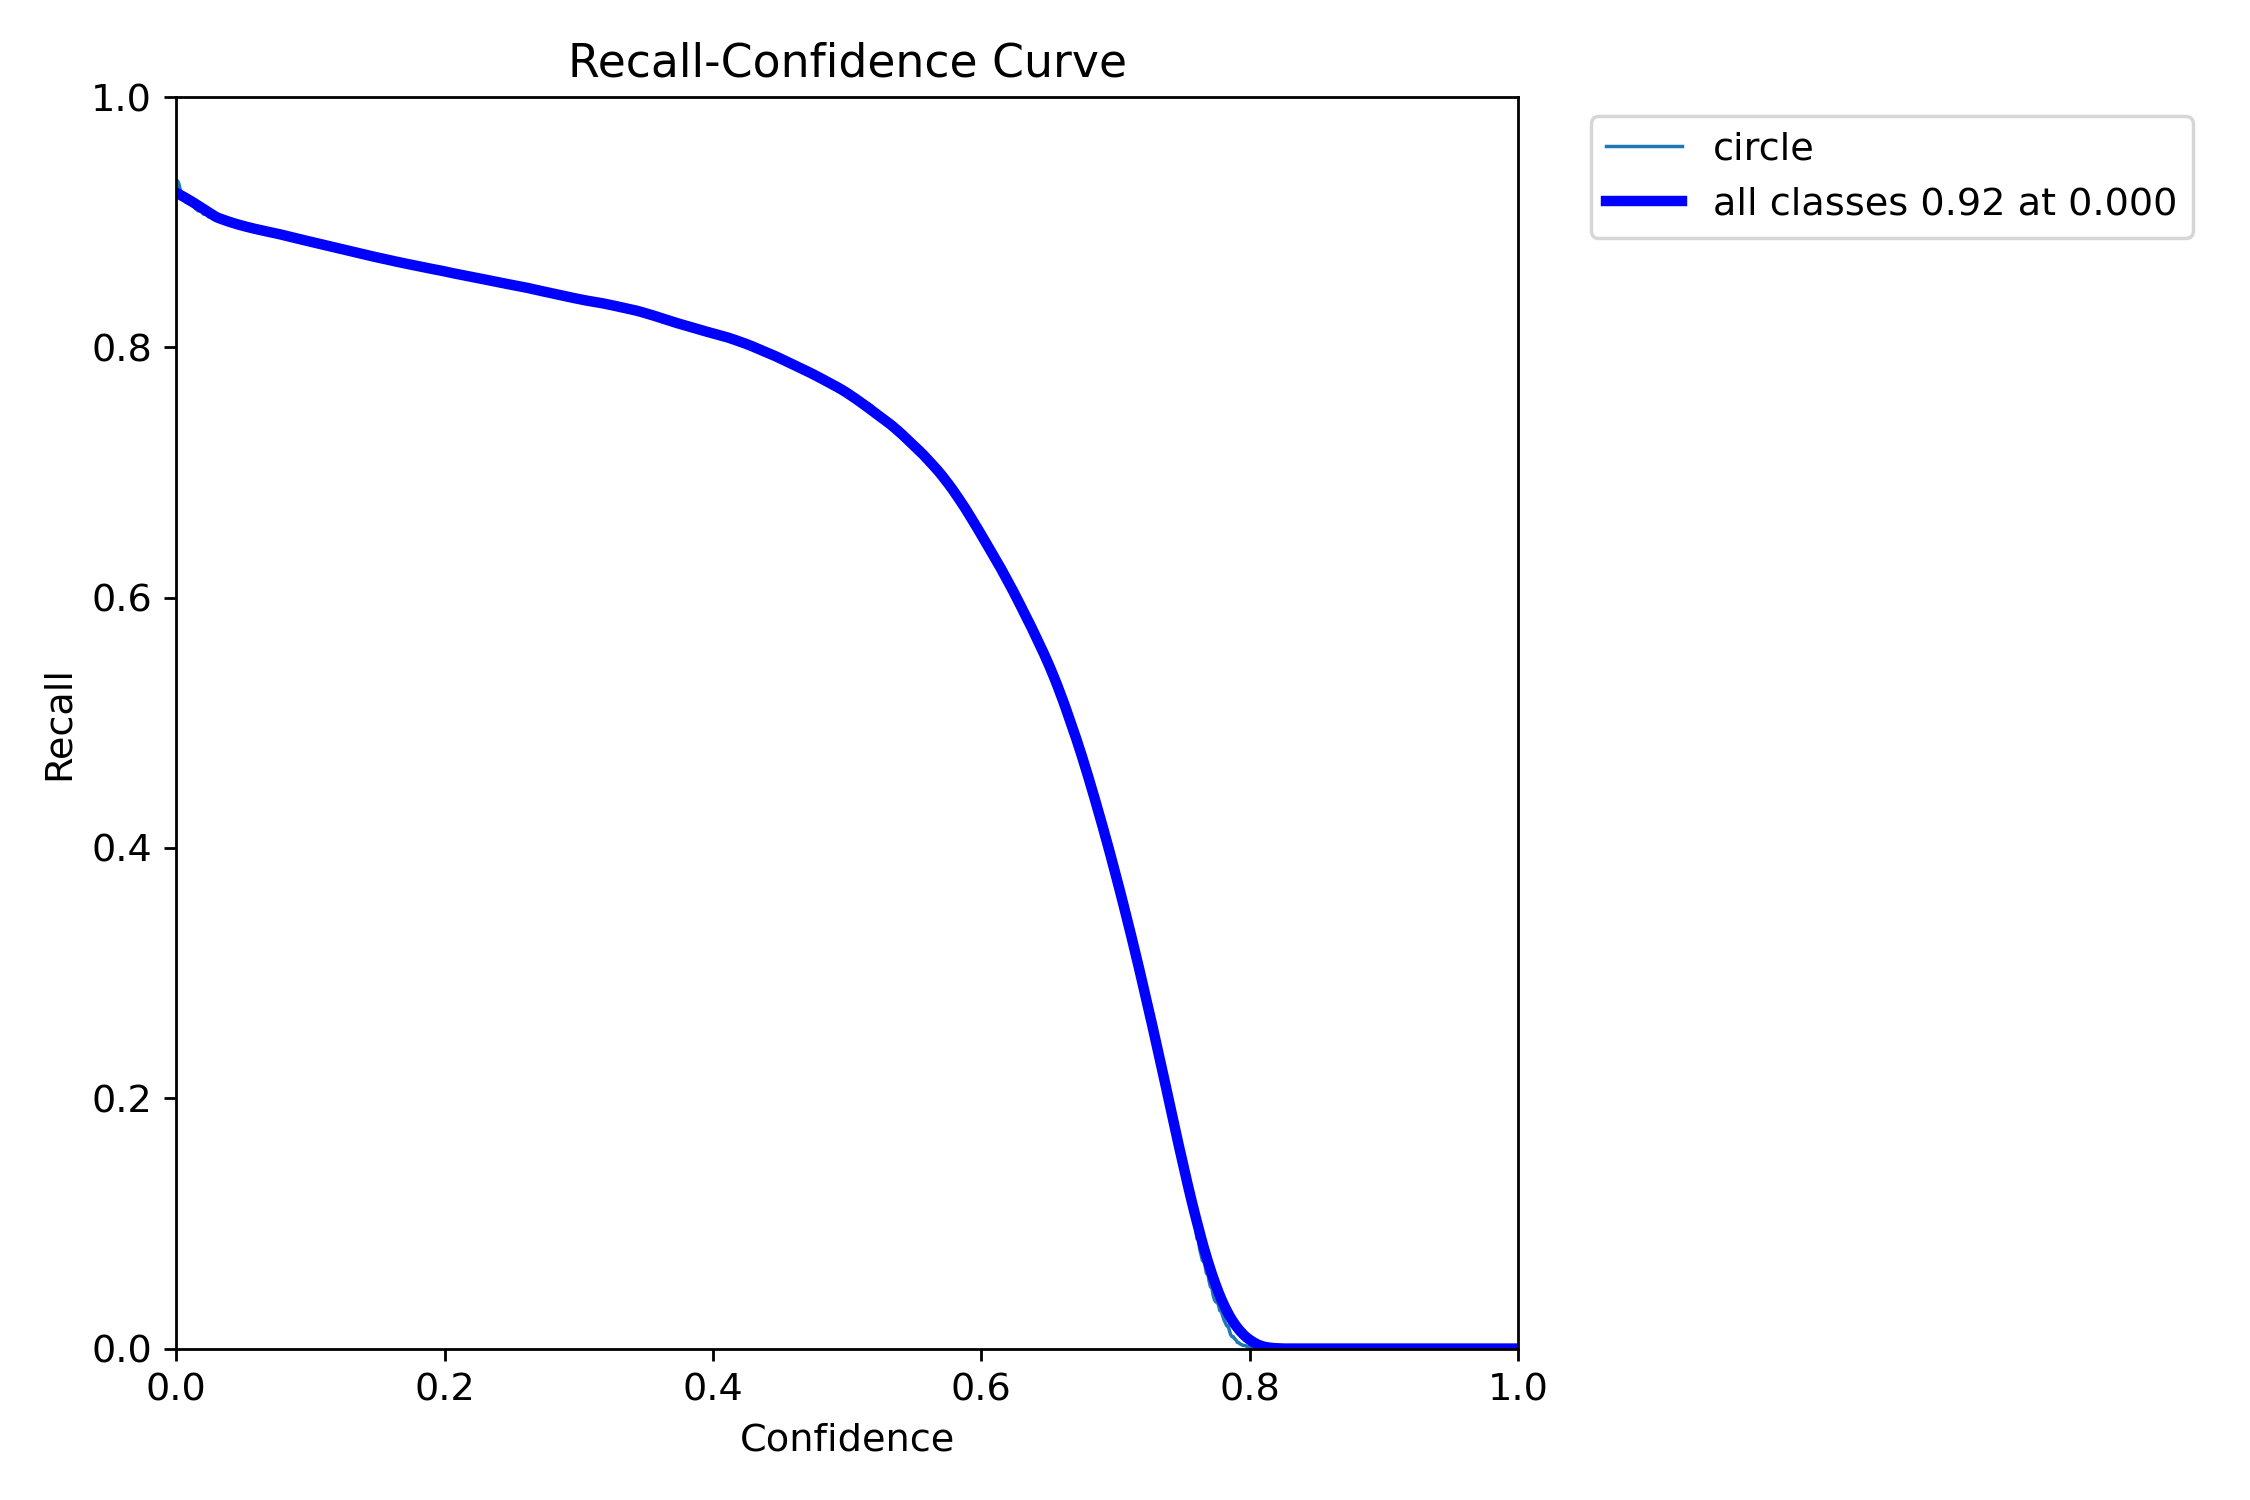 Recall-Confidence Curve
1.0
0.8
0.6
0.4
0.2
0.0
Recall
0.0 0.2 0.4 0.6 0.8 1.0
Confidence
circle
all classes 0.92 at 0.000